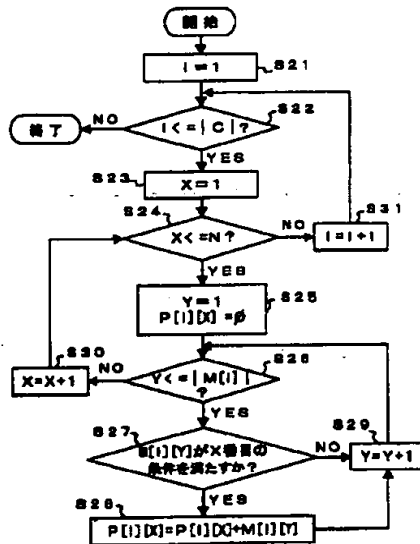 開始
I=1
S21
I<=|C|?
S22
NO
終了
YES
S23
X=1
S24
X<=N?
NO
S31
I=I+1
YES
Y=1
P[I][X]=φ
S25
S30
X=X+1
NO
Y<=|M[I]|
?
S26
YES
S27
[I][Y]がX番目の
条件を満たすか?
NO
S29
Y=Y+1
YES
S28
P[I][X]=P[I][X]+M[I][Y]